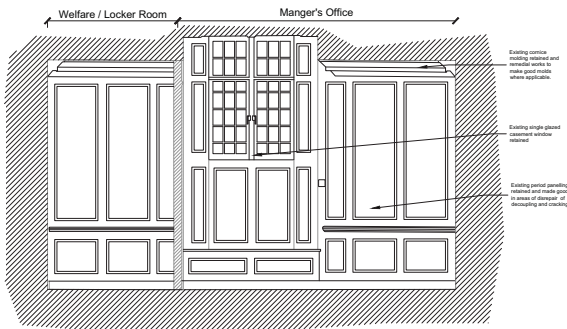 Welfare / Locker Room
Manger's Office
Existing cornice
molding retained and
remedial works to
make good molds
where applicable.
Existing single glazed
casement window
retained
Existing period panelling
retained and made good
in areas of disrepair of
decoupling and cracking